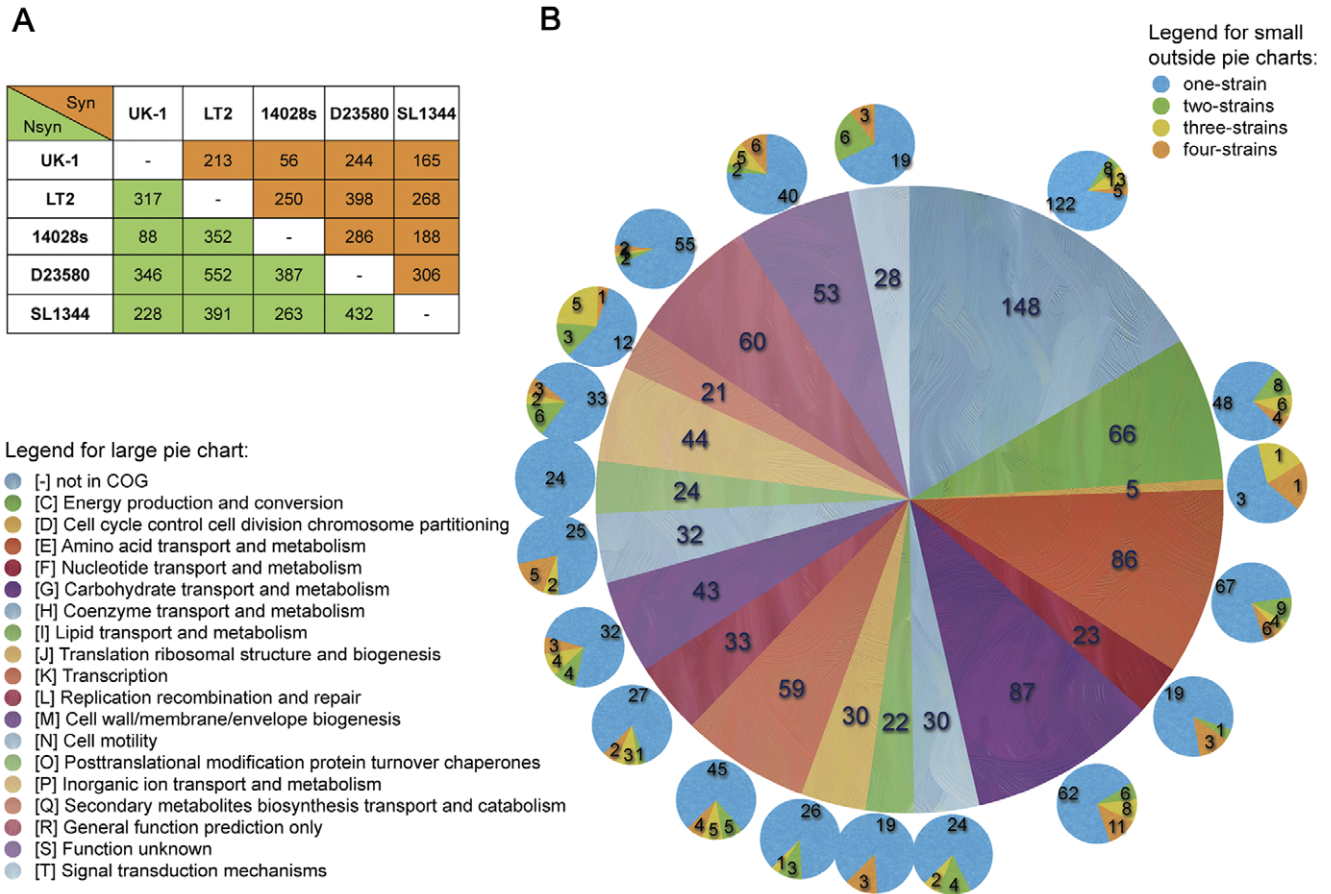 A
Syn
Nsyn
UK-1 LT2 14028s D23580 SL1344
UK-1 - 213 56 244 165
LT2 317 - 250 398 268
14028s 88 352 - 286 188
D23580 346 552 387 - 306
SL1344 228 391 263 432 -
Legend for large pie chart:
[-] not in COG
[C] Energy production and conversion
[D] Cell cycle control cell division chromosome partitioning
[E] Amino acid transport and metabolism
[F] Nucleotide transport and metabolism
[G] Carbohydrate transport and metabolism
[H] Coenzyme transport and metabolism
[I] Lipid transport and metabolism
[J] Translation ribosomal structure and biogenesis
[K] Transcription
[L] Replication recombination and repair
[M] Cell wall/membrane/envelope biogenesis
[N] Cell motility
[O] Posttranslational modification protein turnover chaperones
[P] Inorganic ion transport and metabolism
[Q] Secondary metabolites biosynthesis transport and catabolism
[R] General function prediction only
[S] Function unknown
[T] Signal transduction mechanisms
B
Legend for small
outside pie charts:
one-strain
two-strains
three-strains
four-strains
148
66
5
86
23
87
30
22
30
59
33
43
32
24
44
21
60
53
28
122 8 13 5
48 8 6 4
3 1 1
67 9 4 6
19 1 3
62 6 8 11
24 4 2
19 3
26 3 1
45 5 5 4
27 1 3 2
32 4 4 3
25 2 5
24
33 6 2 3
12 3 5 1
55 2 2
40 2 5 6
19 6 3